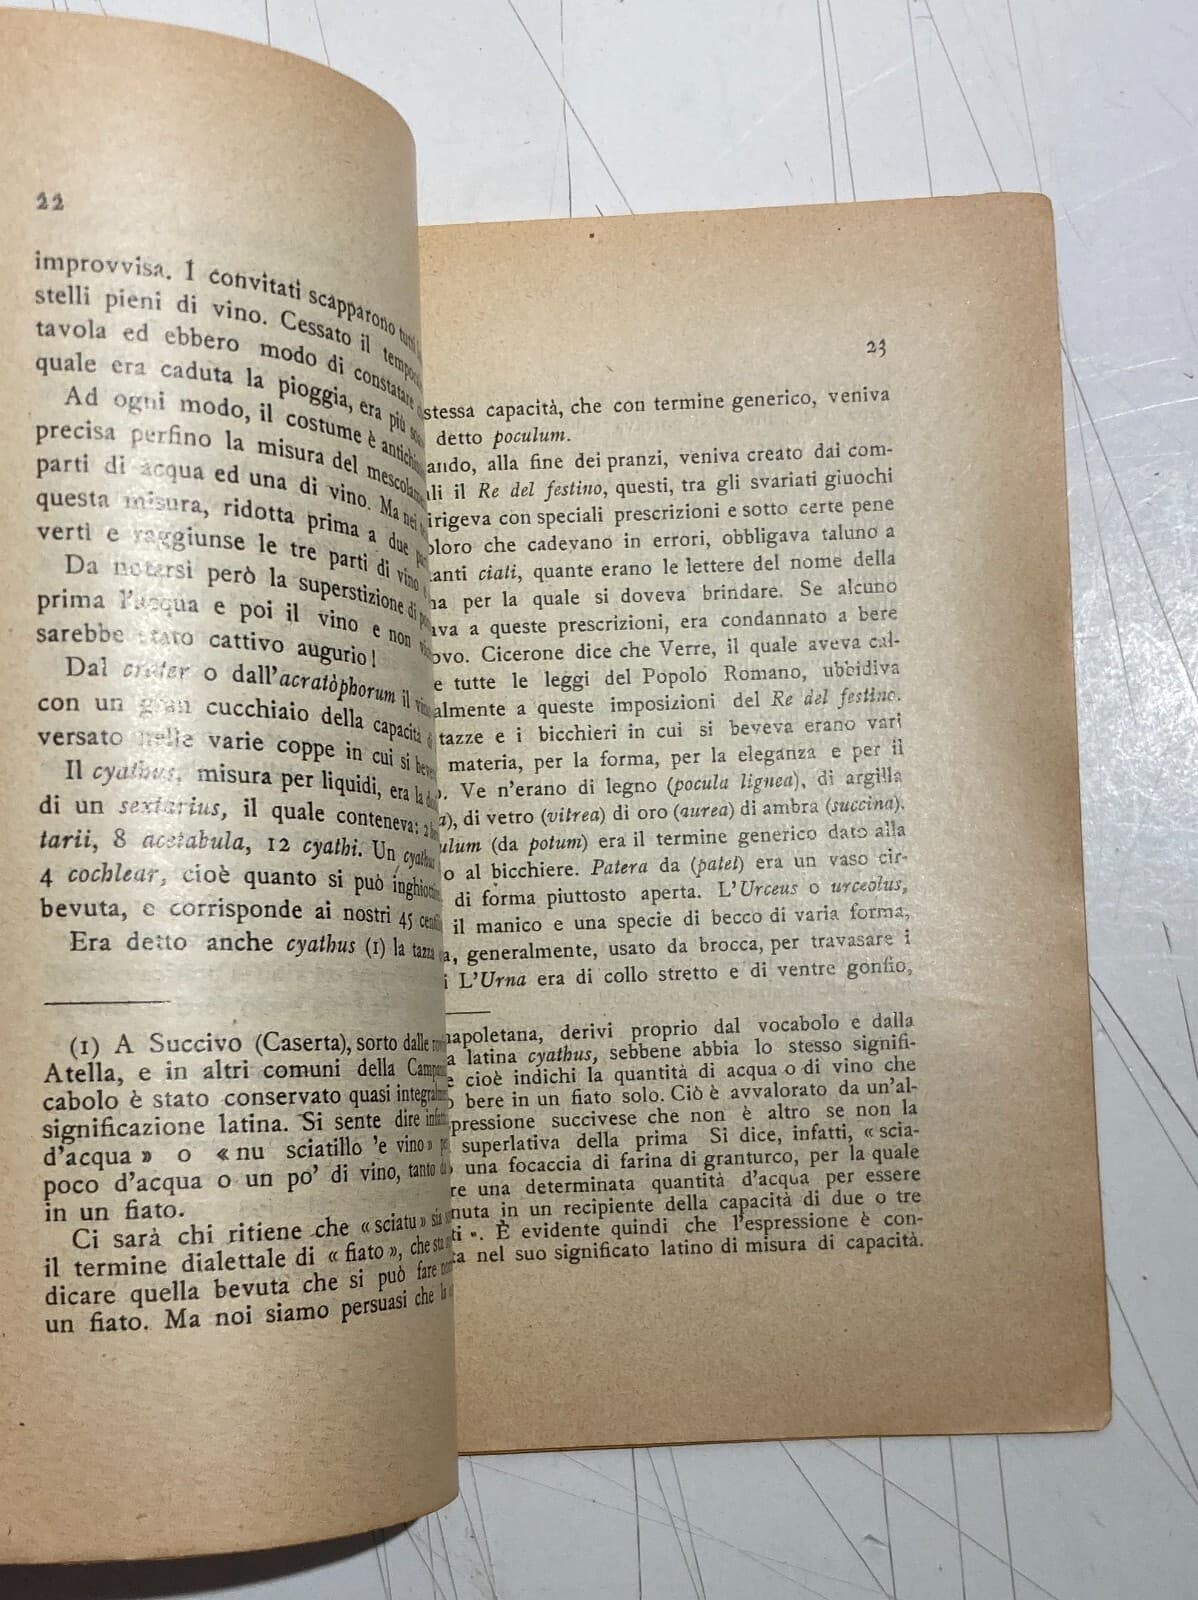 22
improvvisa. I convitati scapparono tutti
stelli pieni di vino. Cessato il
tavola ed ebbero modo di constatare
quale era caduta la pioggia, era più
Ad ogni modo, il costume è
precisa perfino la misura del
parti di acqua ed una di vino. Ma nei
questa misura, ridotta prima a due
vertì e raggiunse le tre parti di vino
Da notarsi però la superstizione di
prima l'acqua e poi il vino e non
sarebbe stato cattivo augurio!
Dal crater o dall'acratòphorum il
con un gran cucchiaio della capacità
versato nelle varie coppe in cui si
Il cyathus, misura per liquidi, era la
di un sextarius, il quale conteneva: 2
tarii, 8 acetabula, 12 cyathi. Un cyathus
4 cochlear, cioè quanto si può
bevuta, e corrisponde ai nostri 45
Era detto anche cyathus (1) la tazza
(1) A Succivo (Caserta), sorto dalle
Atella, e in altri comuni della
cabolo è stato conservato quasi
significazione latina. Si sente dire
d'acqua» o «nu sciatillo 'e vino»
poco d'acqua o un po' di vino, tanto
in un fiato.
Ci sarà chi ritiene che «sciatu» sia
il termine dialettale di «fiato», che
dicare quella bevuta che si può fare
un fiato. Ma noi siamo persuasi che la
23
stessa capacità, che con termine generico, veniva
detto poculum.
alla fine dei pranzi, veniva creato dai com-
il Re del festino, questi, tra gli svariati giuochi
con speciali prescrizioni e sotto certe pene
che cadevano in errori, obbligava taluno a
ciati, quante erano le lettere del nome della
per la quale si doveva brindare. Se alcuno
a queste prescrizioni, era condannato a bere
Cicerone dice che Verre, il quale aveva cal-
tutte le leggi del Popolo Romano, ubbidiva
a queste imposizioni del Re del festino.
tazze e i bicchieri in cui si beveva erano vari
materia, per la forma, per la eleganza e per il
Ve n'erano di legno (pocula lignea), di argilla
di vetro (vitrea) di oro (aurea) di ambra (succina).
(da potum) era il termine generico dato alla
o al bicchiere. Patera da (patet) era un vaso cir-
di forma piuttosto aperta. L'Urceus o urceolus,
il manico e una specie di becco di varia forma,
generalmente, usato da brocca, per travasare i
L'Urna era di collo stretto e di ventre gonfio,
napoletana, derivi proprio dal vocabolo e dalla
latina cyathus, sebbene abbia lo stesso signifi-
e cioè indichi la quantità di acqua o di vino che
bere in un fiato solo. Ciò è avvalorato da un'al-
succivese che non è altro se non la
superlativa della prima Si dice, infatti, «scia-
una focaccia di farina di granturco, per la quale
una determinata quantità d'acqua per essere
in un recipiente della capacità di due o tre
». È evidente quindi che l'espressione è con-
nel suo significato latino di misura di capacità.